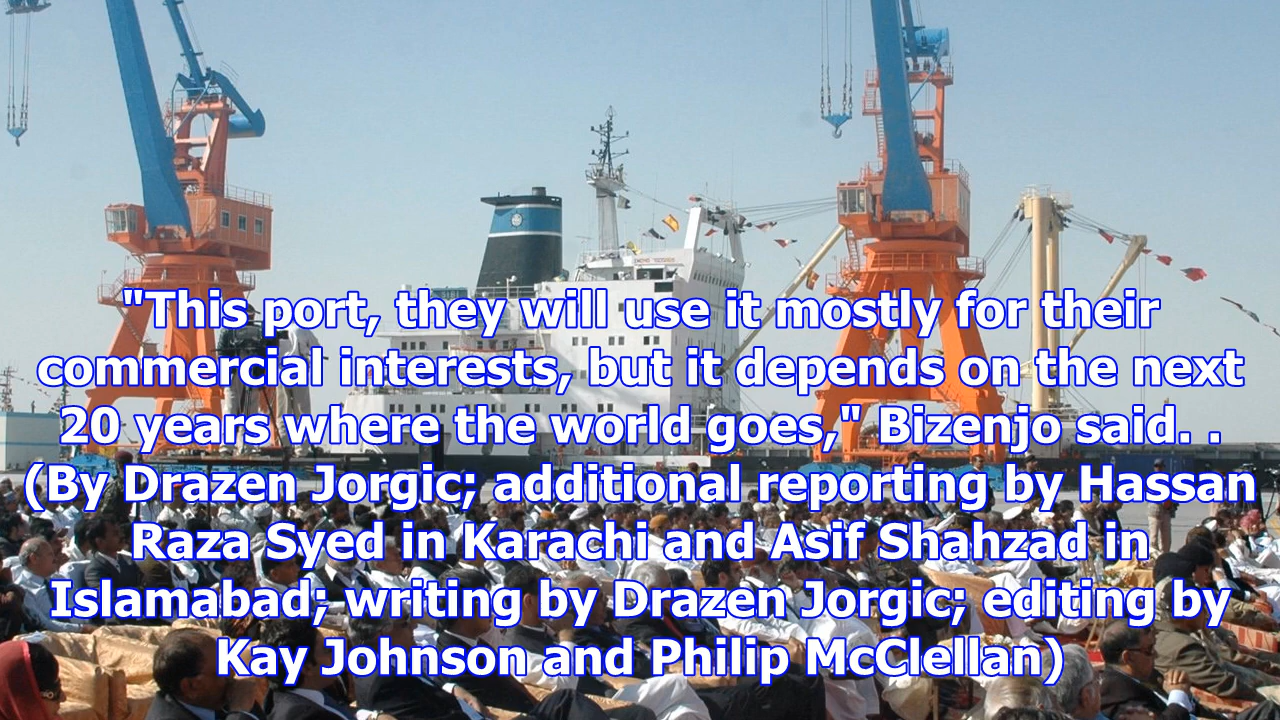 "This port, they will use it mostly for their
commercial interests, but it depends on the next
20 years where the world goes," Bizenjo said. .
(By Drazen Jorgic; additional reporting by Hassan
Raza Syed in Karachi and Asif Shahzad in
Islamabad; writing by Drazen Jorgic; editing by
Kay Johnson and Philip McClellan)